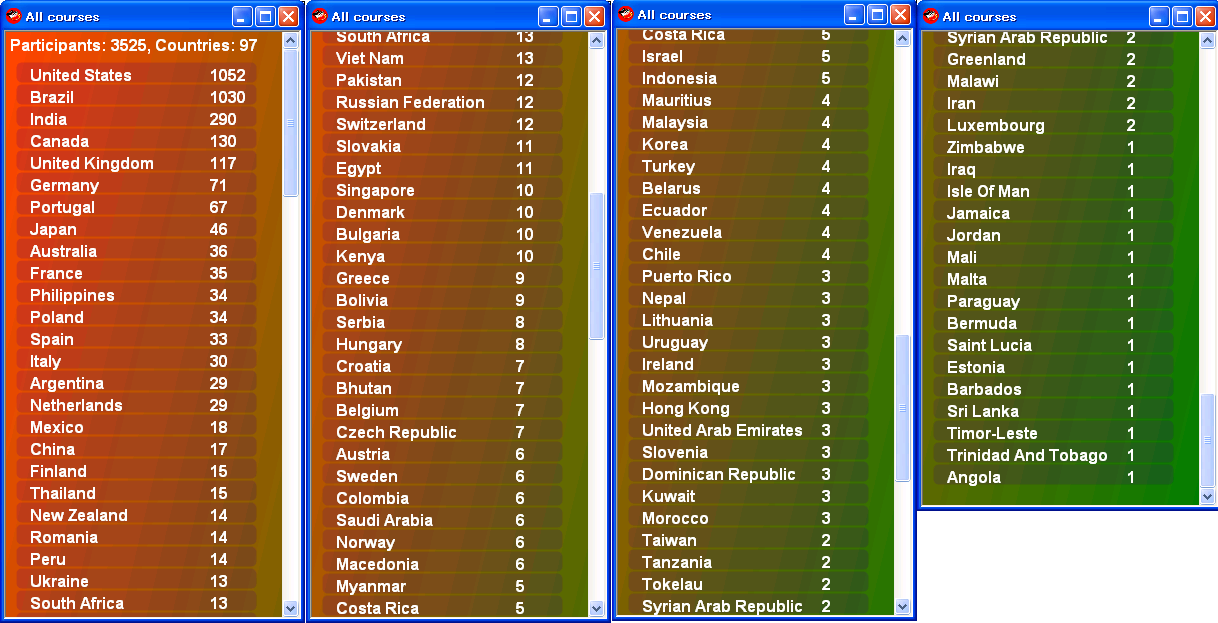 All courses
Participants: 3525, Countries: 97
United States 1052
Brazil 1030
India 290
Canada 130
United Kingdom 117
Germany 71
Portugal 67
Japan 46
Australia 36
France 35
Philippines 34
Poland 34
Spain 33
Italy 30
Argentina 29
Netherlands 29
Mexico 18
China 17
Finland 15
Thailand 15
New Zealand 14
Romania 14
Peru 14
Ukraine 13
South Africa 13
All courses
South Africa 13
Viet Nam 13
Pakistan 12
Russian Federation 12
Switzerland 12
Slovakia 11
Egypt 11
Singapore 10
Denmark 10
Bulgaria 10
Kenya 10
Greece 9
Bolivia 9
Serbia 8
Hungary 8
Croatia 7
Bhutan 7
Belgium 7
Czech Republic 7
Austria 6
Sweden 6
Colombia 6
Saudi Arabia 6
Norway 6
Macedonia 6
Myanmar 5
Costa Rica 5
All courses
Costa Rica 5
Israel 5
Indonesia 5
Mauritius 4
Malaysia 4
Korea 4
Turkey 4
Belarus 4
Ecuador 4
Venezuela 4
Chile 4
Puerto Rico 3
Nepal 3
Lithuania 3
Uruguay 3
Ireland 3
Mozambique 3
Hong Kong 3
United Arab Emirates 3
Slovenia 3
Dominican Republic 3
Kuwait 3
Morocco 3
Taiwan 2
Tanzania 2
Tokelau 2
Syrian Arab Republic 2
All courses
Syrian Arab Republic 2
Greenland 2
Malawi 2
Iran 2
Luxembourg 2
Zimbabwe 1
Iraq 1
Isle Of Man 1
Jamaica 1
Jordan 1
Mali 1
Malta 1
Paraguay 1
Bermuda 1
Saint Lucia 1
Estonia 1
Barbados 1
Sri Lanka 1
Timor-Leste 1
Trinidad And Tobago 1
Angola 1